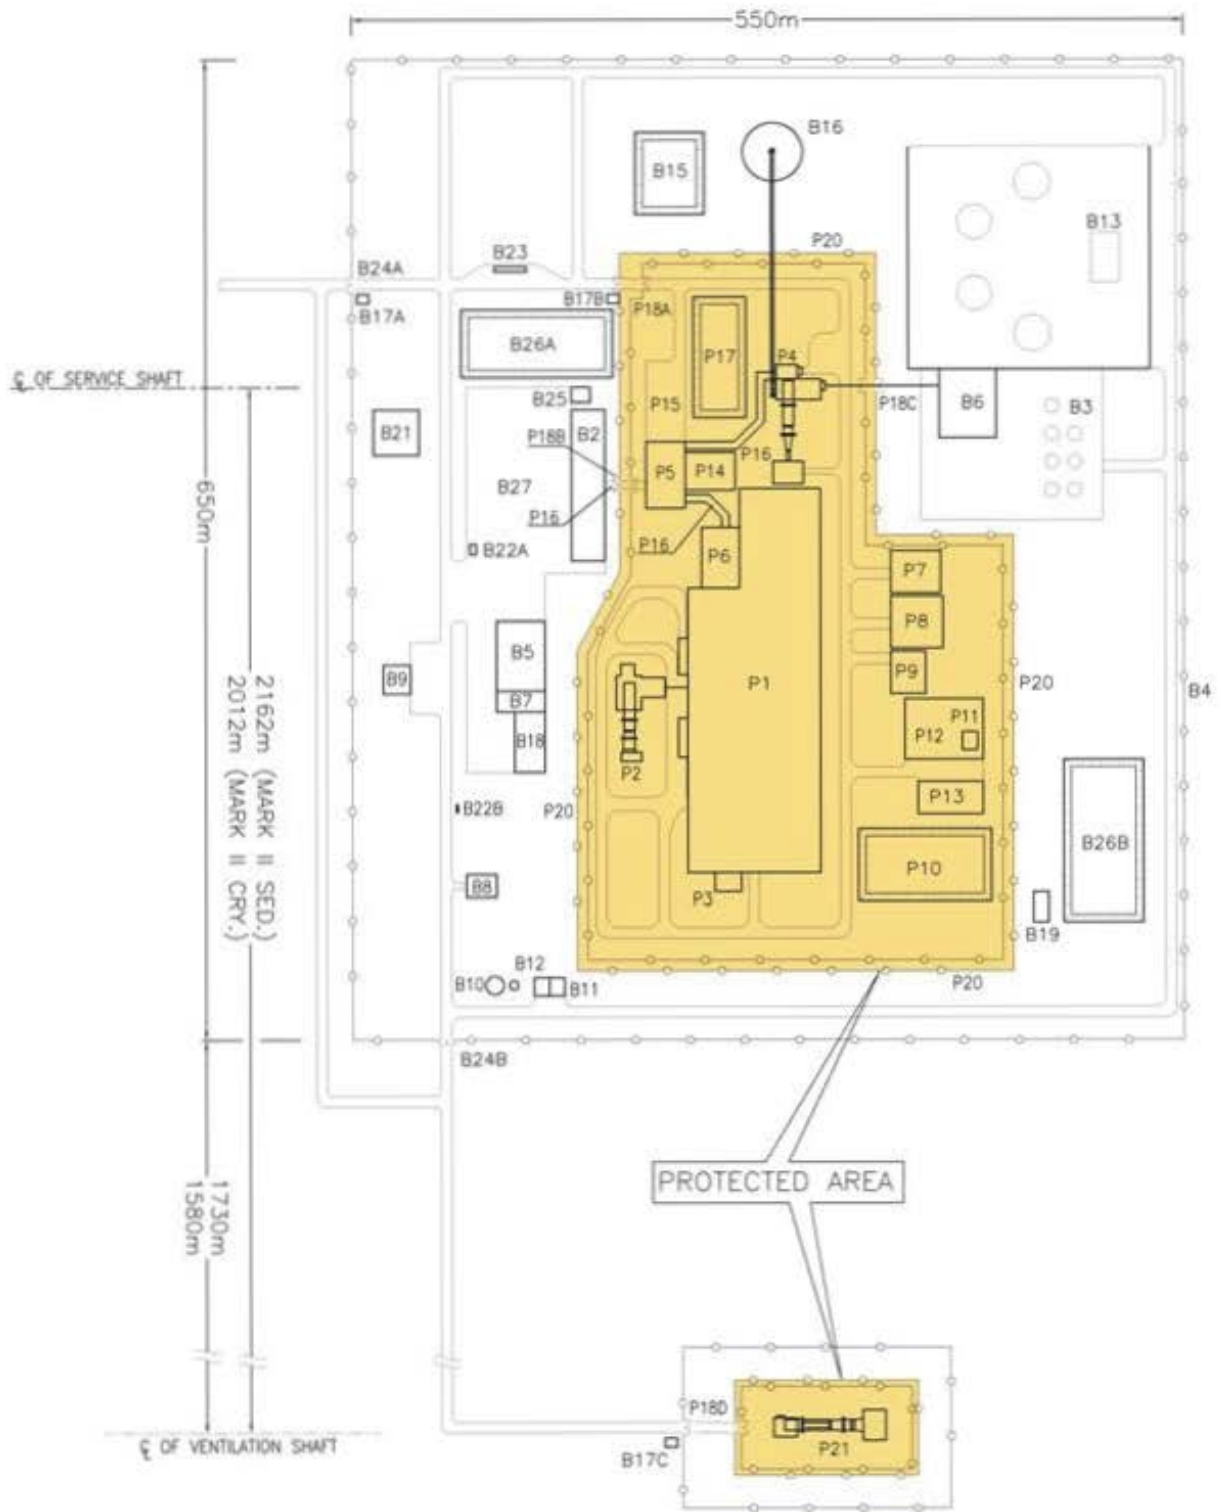 550m
B16
B15
B13
P20
B23
B24A
B17B
B17A
P18A
B26A
P17
P4
℄ OF SERVICE SHAFT
B25
P15
P18C
B6
B3
B21
B2
P18B
P5
P14
P16
B27
P16
P16
B22A
P6
P7
650m
P8
B5
B9
P9
P1
P20
B4
B7
B18
P11
P12
P2
2162m (MARK II SED.)
2012m (MARK II CRY.)
B22B
P20
P13
B26B
P10
B8
P3
B19
B10
B12
B11
P20
B24B
PROTECTED AREA
1730m
1580m
P18D
P21
B17C
℄ OF VENTILATION SHAFT